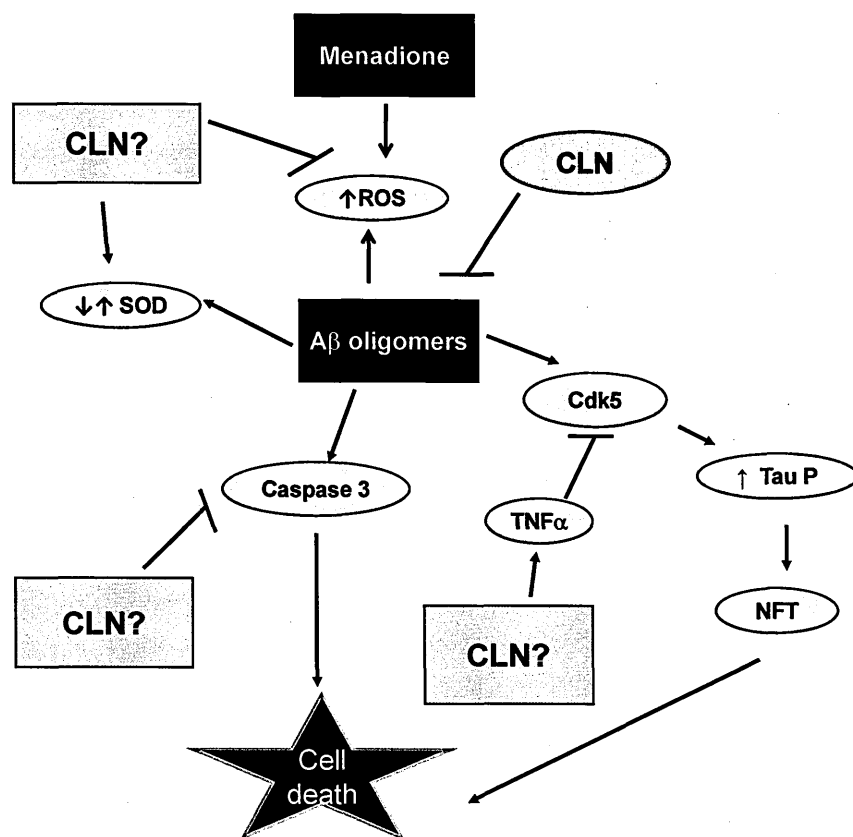 Menadione
CLN?
CLN
↑ROS
↓↑ SOD
Aβ oligomers
Cdk5
Caspase 3
↑ Tau P
TNFα
CLN?
NFT
CLN?
Cell
death